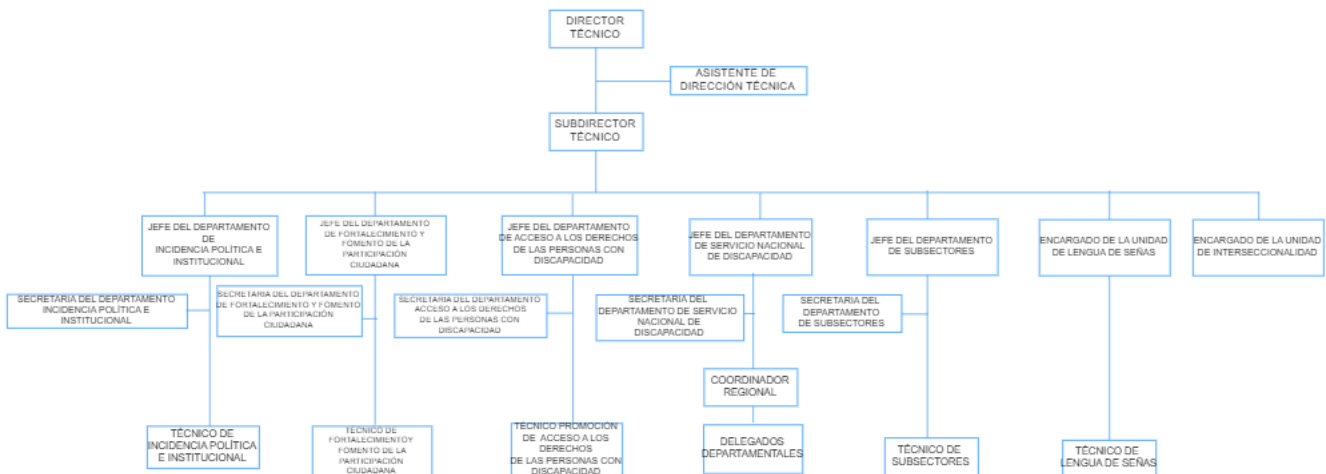 DIRECTOR
TÉCNICO
ASISTENTE DE
DIRECCIÓN TÉCNICA
SUBDIRECTOR
TÉCNICO
JEFE DEL DEPARTAMENTO
DE
INCIDENCIA POLÍTICA E
INSTITUCIONAL
JEFE DEL DEPARTAMENTO
DE FORTALECIMIENTO Y
FOMENTO DE LA
PARTICIPACIÓN
CIUDADANA
JEFE DEL DEPARTAMENTO
DE ACCESO A LOS DERECHOS
DE LAS PERSONAS CON
DISCAPACIDAD
JEFE DEL DEPARTAMENTO
DE SERVICIO NACIONAL
DE DISCAPACIDAD
JEFE DEL DEPARTAMENTO
DE SUBSECTORES
ENCARGADO DE LA UNIDAD
DE LENGUA DE SEÑAS
ENCARGADO DE LA UNIDAD
DE INTERSECCIONALIDAD
SECRETARIA DEL DEPARTAMENTO
INCIDENCIA POLÍTICA E
INSTITUCIONAL
SECRETARIA DEL DEPARTAMENTO
DE FORTALECIMIENTO Y FOMENTO
DE LA PARTICIPACIÓN
CIUDADANA
SECRETARIA DEL DEPARTAMENTO
ACCESO A LOS DERECHOS
DE LAS PERSONAS CON
DISCAPACIDAD
SECRETARIA DEL
DEPARTAMENTO DE SERVICIO
NACIONAL DE
DISCAPACIDAD
SECRETARIA DEL
DEPARTAMENTO
DE SUBSECTORES
COORDINADOR
REGIONAL
TÉCNICO DE
INCIDENCIA POLÍTICA
E INSTITUCIONAL
TÉCNICO DE
FORTALECIMIENTOY
FOMENTO DE LA
PARTICIPACIÓN
CIUDADANA
TÉCNICO PROMOCIÓN
DE ACCESO A LOS
DERECHOS
DE LAS PERSONAS CON
DISCAPACIDAD
DELEGADOS
DEPARTAMENTALES
TÉCNICO DE
SUBSECTORES
TÉCNICO DE
LENGUA DE SEÑAS